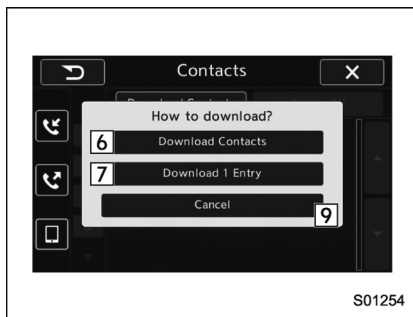 Contacts
How to download?
6 Download Contacts
7 Download 1 Entry
Cancel
9
S01254